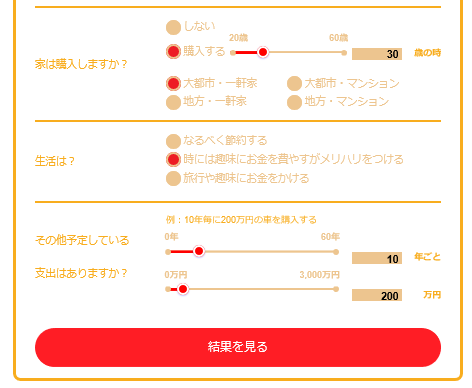 しない
20歳 60歳
家は購入しますか？
購入する 30 歳の時
大都市・一軒家 大都市・マンション
地方・一軒家 地方・マンション
生活は？
なるべく節約する
時には趣味にお金を費やすがメリハリをつける
旅行や趣味にお金をかける
例：10年毎に200万円の車を購入する
その他予定している
支出はありますか？
0年 60年
10 年ごと
0万円 3,000万円
200 万円
結果を見る